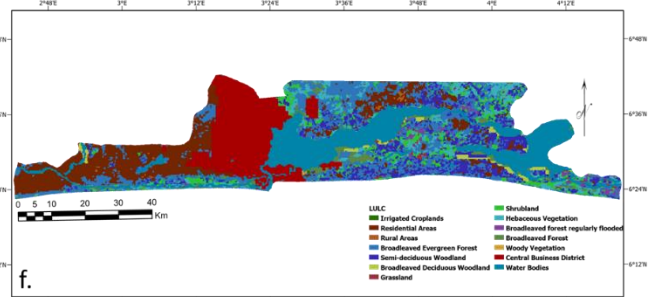 2°48'E 3°E 3°12'E 3°24'E 3°36'E 3°48'E 4°E 4°12'E
6°48'N
6°36'N
6°24'N
6°12'N
0 5 10 20 30 40
Km
LULC
Irrigated Croplands
Residential Areas
Rural Areas
Broadleaved Evergreen Forest
Semi-deciduous Woodland
Broadleaved Deciduous Woodland
Grassland
Shrubland
Hebaceous Vegetation
Broadleaved forest regularly flooded
Broadleaved Forest
Woody Vegetation
Central Business District
Water Bodies
f.